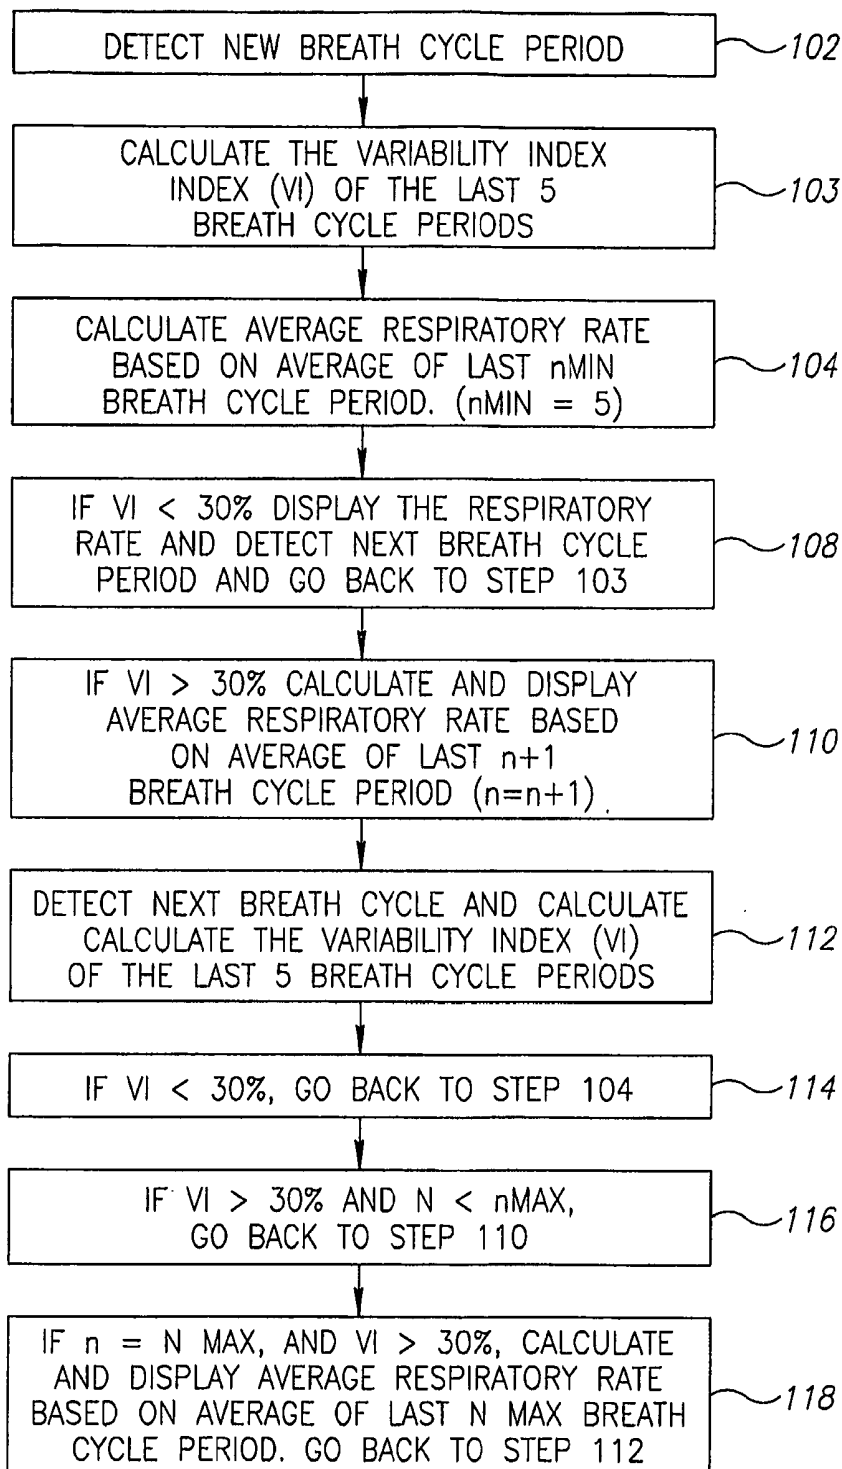 DETECT NEW BREATH CYCLE PERIOD
102
CALCULATE THE VARIABILITY INDEX
INDEX (VI) OF THE LAST 5
BREATH CYCLE PERIODS
103
CALCULATE AVERAGE RESPIRATORY RATE
BASED ON AVERAGE OF LAST nMIN
BREATH CYCLE PERIOD. (nMIN = 5)
104
IF VI < 30% DISPLAY THE RESPIRATORY
RATE AND DETECT NEXT BREATH CYCLE
PERIOD AND GO BACK TO STEP 103
108
IF VI > 30% CALCULATE AND DISPLAY
AVERAGE RESPIRATORY RATE BASED
ON AVERAGE OF LAST n+1
BREATH CYCLE PERIOD (n=n+1).
110
DETECT NEXT BREATH CYCLE AND CALCULATE
CALCULATE THE VARIABILITY INDEX (VI)
OF THE LAST 5 BREATH CYCLE PERIODS
112
IF VI < 30%, GO BACK TO STEP 104
114
IF VI > 30% AND N < nMAX,
GO BACK TO STEP 110
116
IF n = N MAX, AND VI > 30%, CALCULATE
AND DISPLAY AVERAGE RESPIRATORY RATE
BASED ON AVERAGE OF LAST N MAX BREATH
CYCLE PERIOD. GO BACK TO STEP 112
118